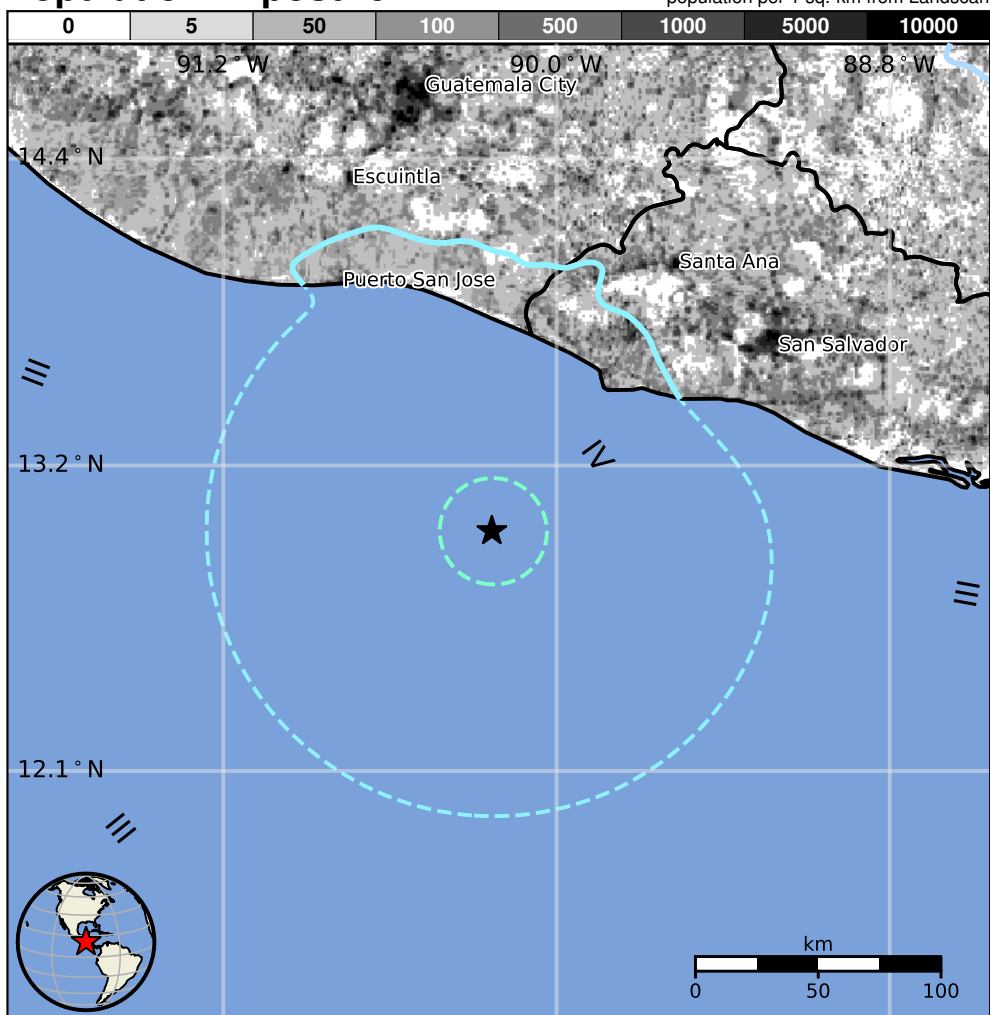 population per 1 sq. km from Landscan
0 5 50 100 500 1000 5000 10000
91.2°W 90.0°W 88.8°W
Guatemala City
14.4°N
Escuintla
Santa Ana
Puerto San Jose
San Salvador
III
IV
13.2°N
III
12.1°N
III
km
0 50 100